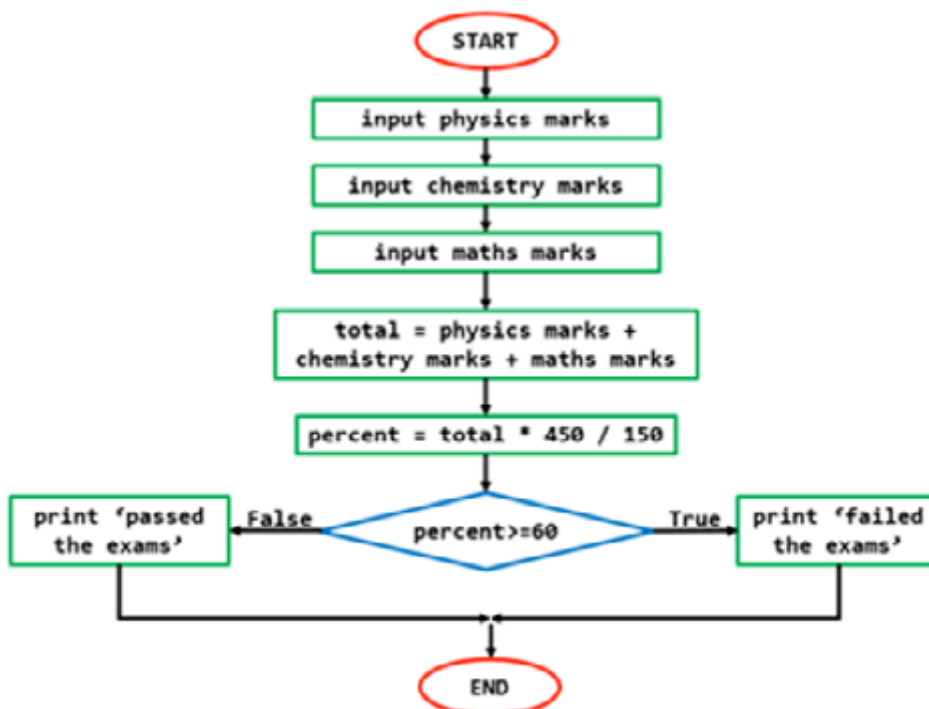 START
input physics marks
input chemistry marks
input maths marks
total = physics marks +
chemistry marks + maths marks
percent = total * 450 / 150
print ‘passed
the exams’
False
percent>=60
True
print ‘failed
the exams’
END